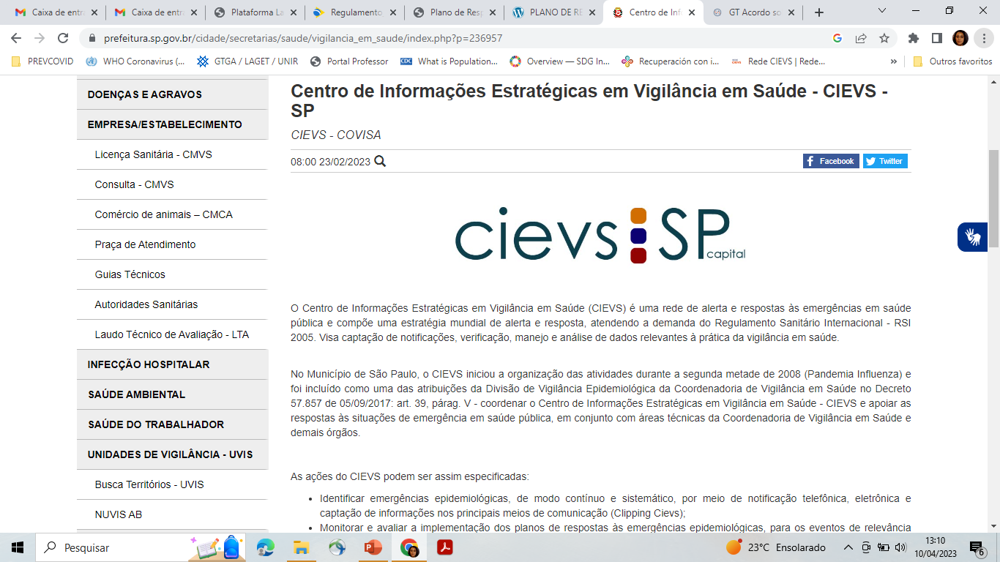 Caixa de entra
Caixa de entra
Plataforma La
Regulamento
Plano de Resp
PLANO DE RE
Centro de Info
GT Acordo so
prefeitura.sp.gov.br/cidade/secretarias/saude/vigilancia_em_saude/index.php?p=236957
PREVCOVID
WHO Coronavirus (...
GTGA / LAGET / UNIR
Portal Professor
CDC What is Population...
Overview — SDG In...
Recuperación con i...
Rede CIEVS | Rede...
»
Outros favoritos
DOENÇAS E AGRAVOS
EMPRESA/ESTABELECIMENTO
Licença Sanitária - CMVS
Consulta - CMVS
Comércio de animais – CMCA
Praça de Atendimento
Guias Técnicos
Autoridades Sanitárias
Laudo Técnico de Avaliação - LTA
INFECÇÃO HOSPITALAR
SAÚDE AMBIENTAL
SAÚDE DO TRABALHADOR
UNIDADES DE VIGILÂNCIA - UVIS
Busca Territórios - UVIS
NUVIS AB
Centro de Informações Estratégicas em Vigilância em Saúde - CIEVS -
SP
CIEVS - COVISA
08:00 23/02/2023
Facebook
Twitter
cievs SP
capital
O Centro de Informações Estratégicas em Vigilância em Saúde (CIEVS) é uma rede de alerta e respostas às emergências em saúde
pública e compõe uma estratégia mundial de alerta e resposta, atendendo a demanda do Regulamento Sanitário Internacional - RSI
2005. Visa captação de notificações, verificação, manejo e análise de dados relevantes à prática da vigilância em saúde.
No Município de São Paulo, o CIEVS iniciou a organização das atividades durante a segunda metade de 2008 (Pandemia Influenza) e
foi incluído como uma das atribuições da Divisão de Vigilância Epidemiológica da Coordenadoria de Vigilância em Saúde no Decreto
57.857 de 05/09/2017: art. 39, párag. V - coordenar o Centro de Informações Estratégicas em Vigilância em Saúde - CIEVS e apoiar as
respostas às situações de emergência em saúde pública, em conjunto com áreas técnicas da Coordenadoria de Vigilância em Saúde e
demais órgãos.
As ações do CIEVS podem ser assim especificadas:
• Identificar emergências epidemiológicas, de modo contínuo e sistemático, por meio de notificação telefônica, eletrônica e
captação de informações nos principais meios de comunicação (Clipping Cievs);
• Monitorar e avaliar a implementação dos planos de respostas às emergências epidemiológicas, para os eventos de relevância
Pesquisar
23°C Ensolarado
13:10
10/04/2023
6